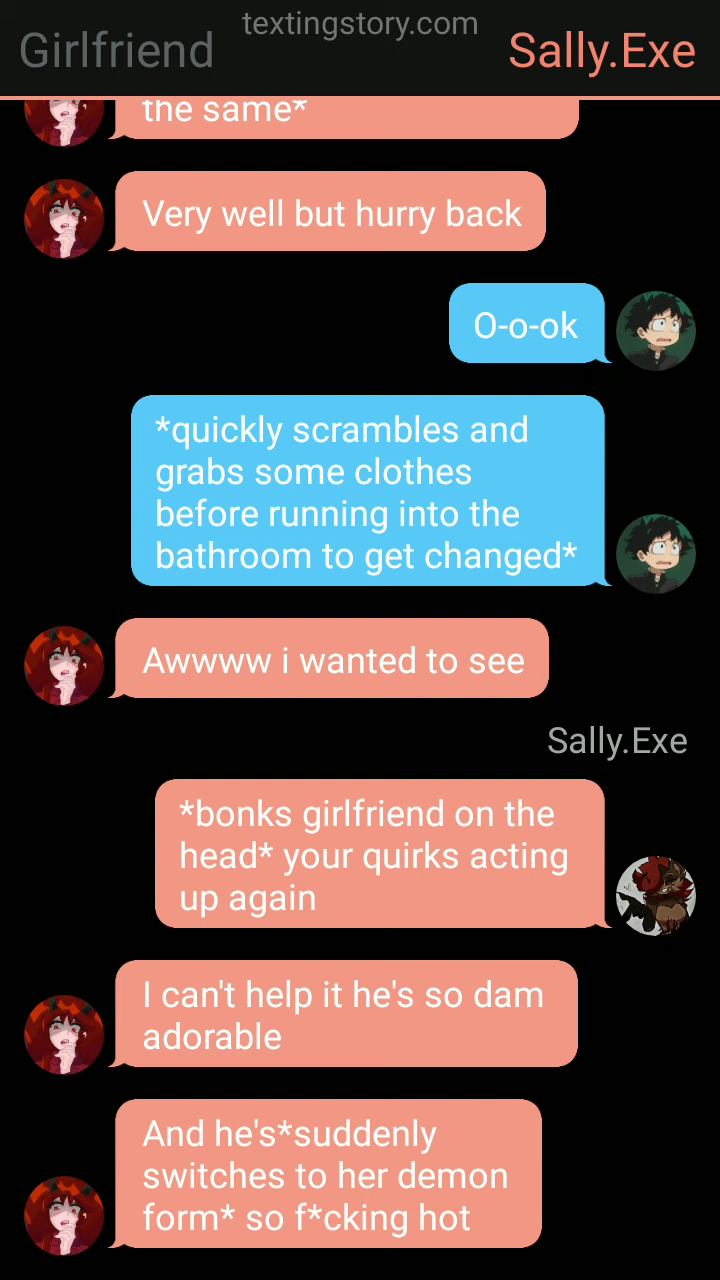 textingstory.com
Girlfriend
Sally.Exe
the same*
Very well but hurry back
O-o-ok
*quickly scrambles and
grabs some clothes
before running into the
bathroom to get changed*
Awwww i wanted to see
Sally.Exe
*bonks girlfriend on the
head* your quirks acting
up again
I can't help it he's so dam
adorable
And he's*suddenly
switches to her demon
form* so f*cking hot